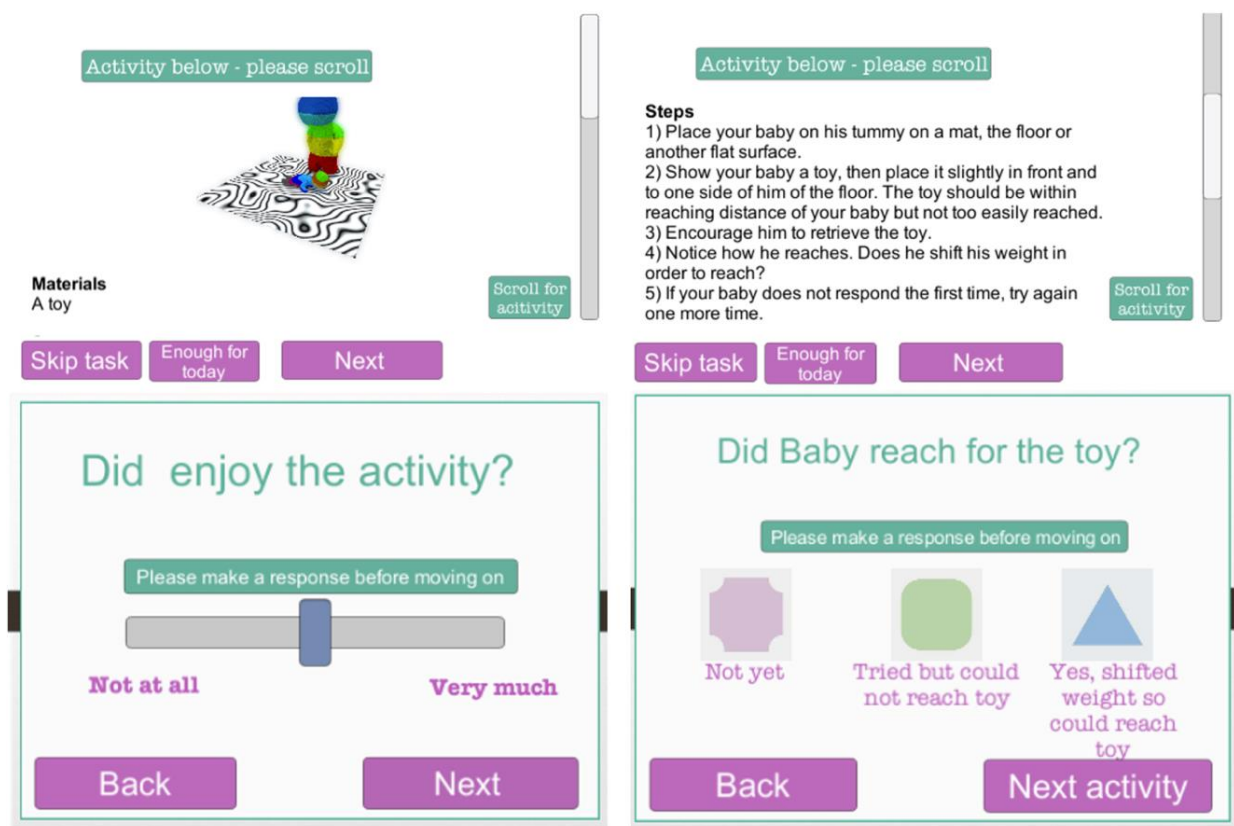 Activity below - please scroll
Materials
A toy
Scroll for
acitivity
Skip task
Enough for
today
Next
Activity below - please scroll
Steps
1) Place your baby on his tummy on a mat, the floor or
another flat surface.
2) Show your baby a toy, then place it slightly in front and
to one side of him of the floor. The toy should be within
reaching distance of your baby but not too easily reached.
3) Encourage him to retrieve the toy.
4) Notice how he reaches. Does he shift his weight in
order to reach?
5) If your baby does not respond the first time, try again
one more time.
Scroll for
acitivity
Skip task
Enough for
today
Next
Did enjoy the activity?
Please make a response before moving on
Not at all
Very much
Back
Next
Did Baby reach for the toy?
Please make a response before moving on
Not yet
Tried but could
not reach toy
Yes, shifted
weight so
could reach
toy
Back
Next activity